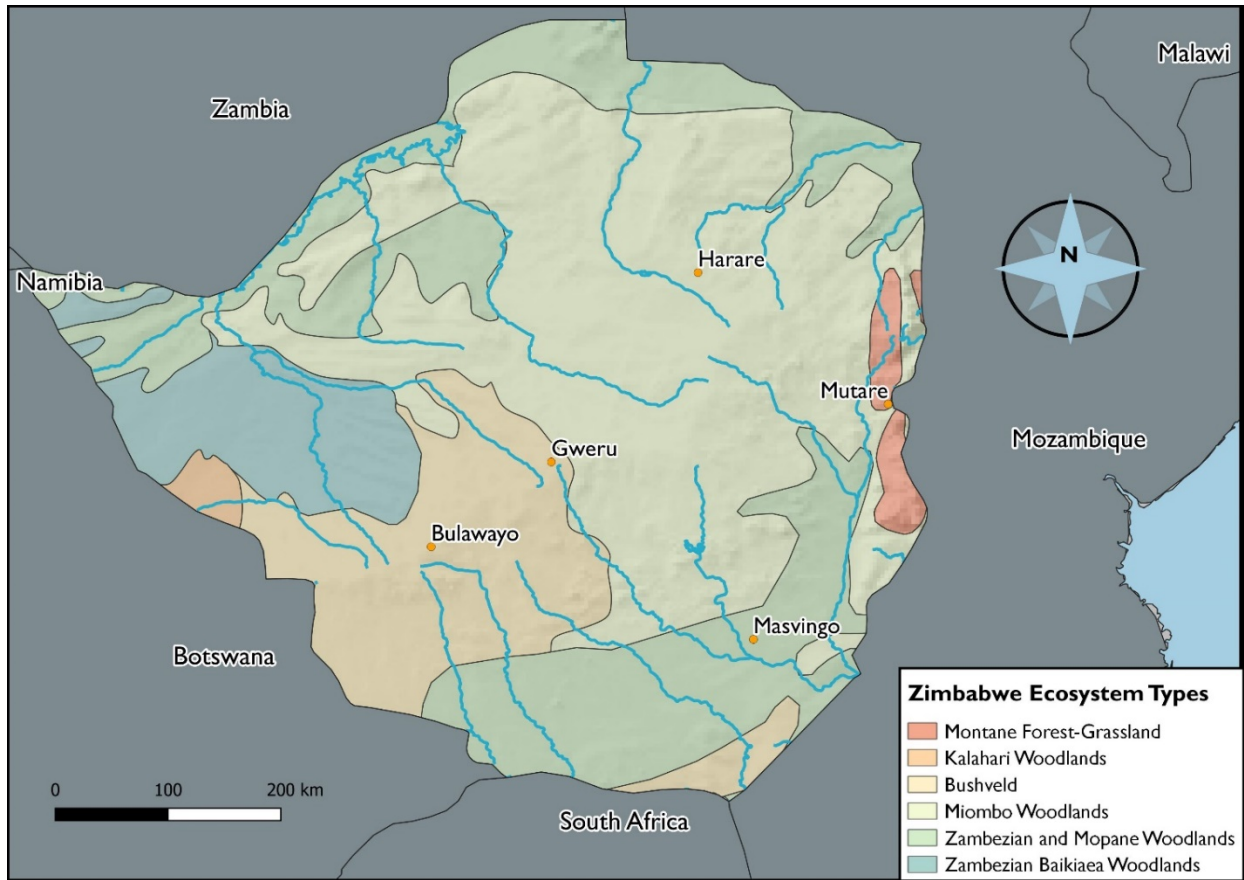 Malawi
Zambia
N
Harare
Namibia
Mutare
Mozambique
Gweru
Bulawayo
Masvingo
Botswana
Zimbabwe Ecosystem Types
Montane Forest-Grassland
Kalahari Woodlands
Bushveld
Miombo Woodlands
Zambezian and Mopane Woodlands
Zambezian Baikiaea Woodlands
0 100 200 km
South Africa